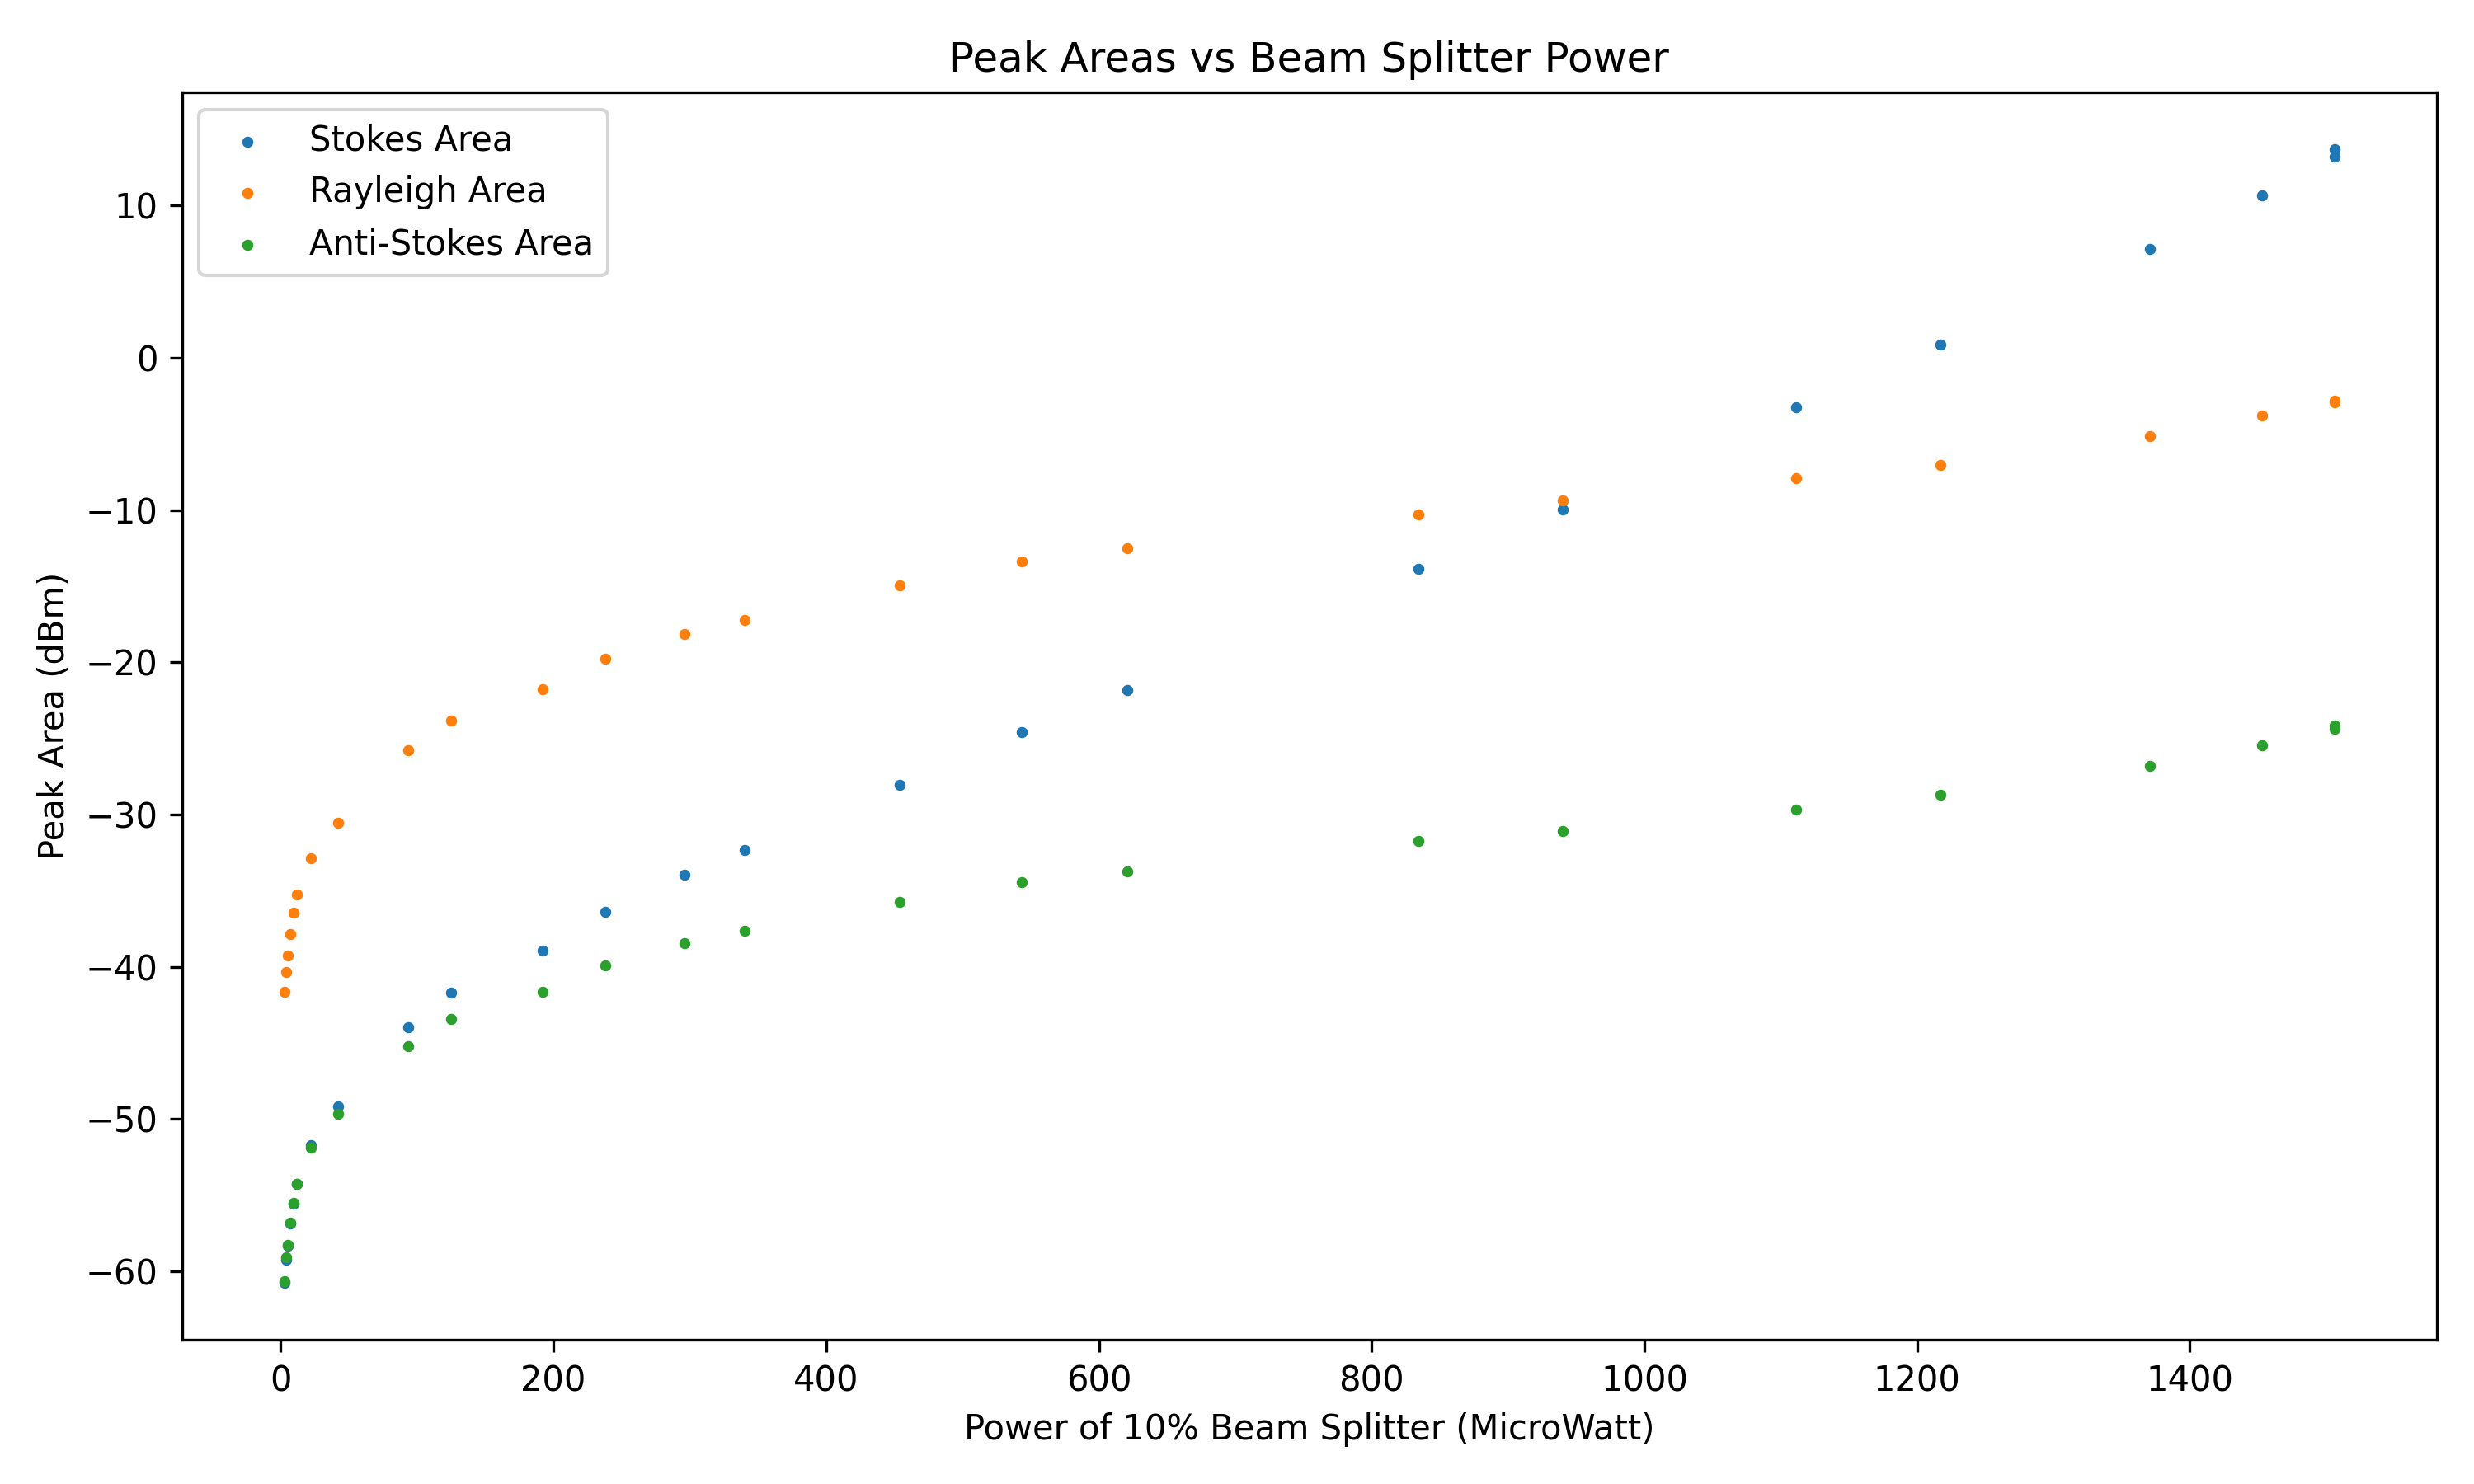 Peak Areas vs Beam Splitter Power
Stokes Area
Rayleigh Area
Anti-Stokes Area
Peak Area (dBm)
10
0
−10
−20
−30
−40
−50
−60
0 200 400 600 800 1000 1200 1400
Power of 10% Beam Splitter (MicroWatt)